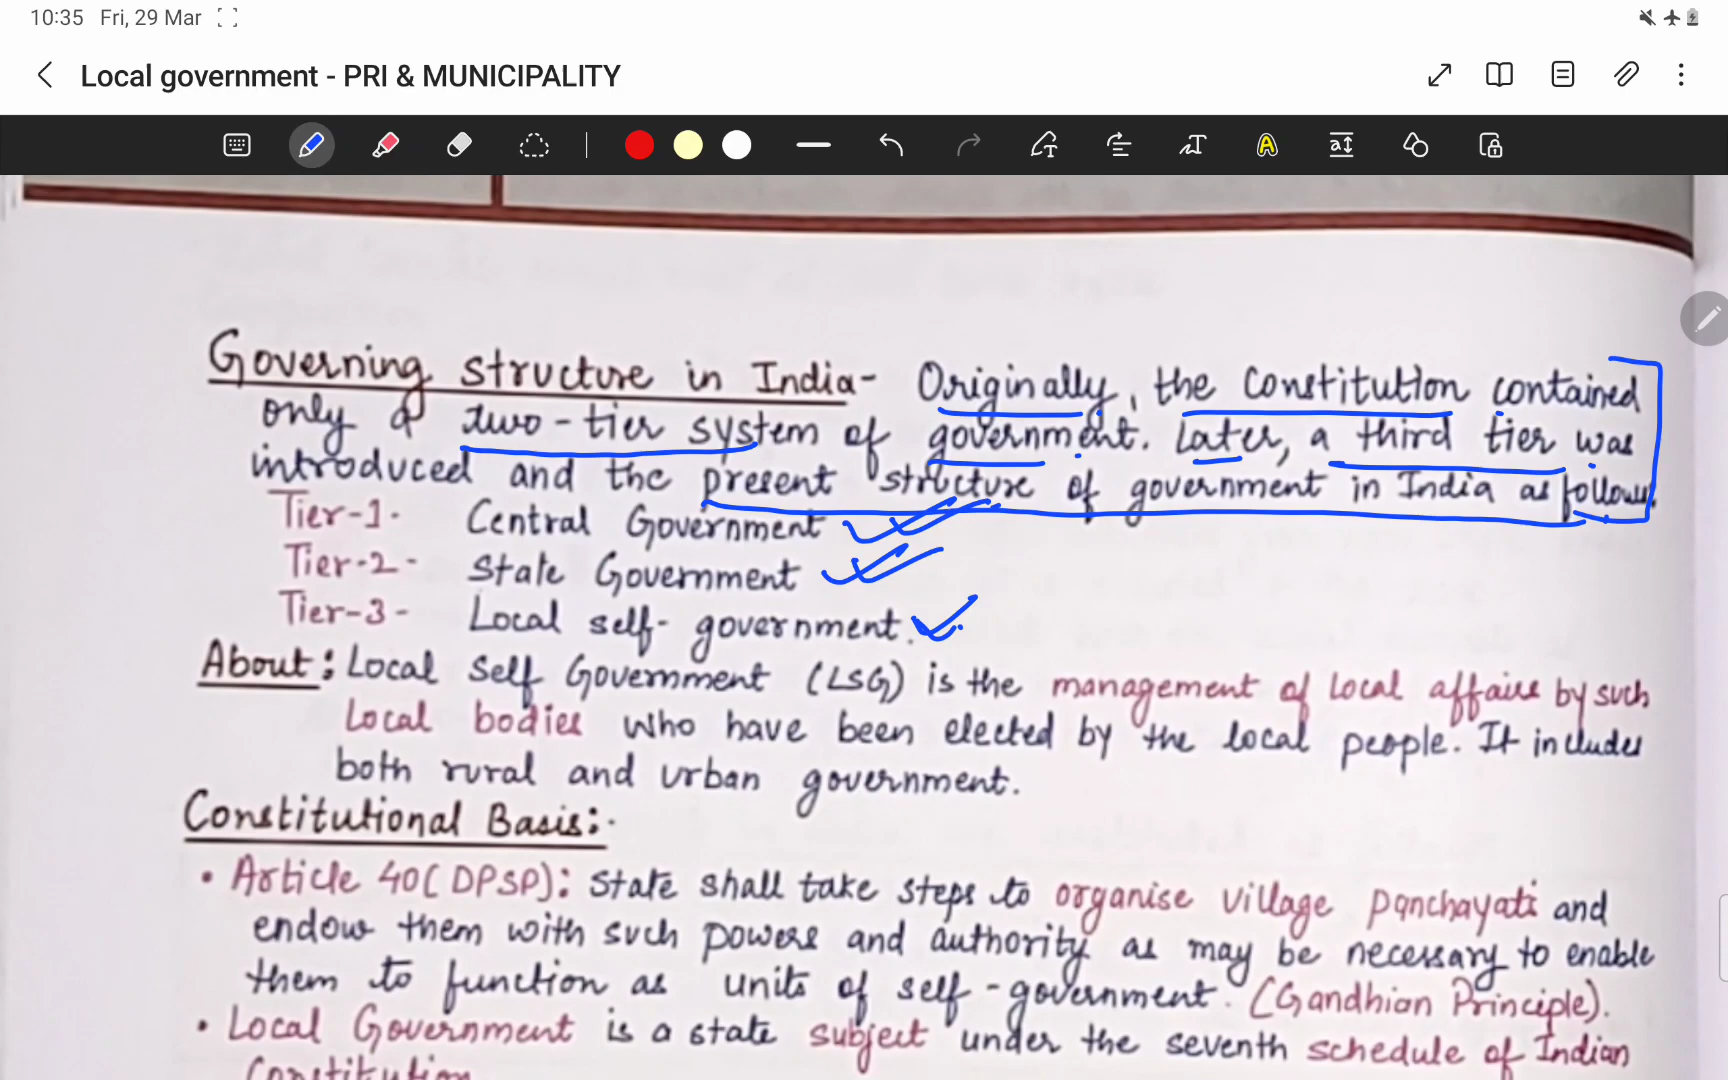 10:35 Fri, 29 Mar
Local government - PRI & MUNICIPALITY
Governing structure in India- Originally, the constitution contained
only a two-tier system of government. Later, a third tier was
introduced and the present structure of government in India as follows
Tier-1- Central Government
Tier-2- State Government
Tier-3- Local self-government.
About: Local Self Government (LSG) is the management of local affairs by such
local bodies who have been elected by the local people. It includes
both rural and urban government.
Constitutional Basis:-
• Article 40(DPSP): State shall take steps to organise village panchayats and
endow them with such powers and authority as may be necessary to enable
them to function as units of self-government. (Gandhian Principle).
• Local Government is a state subject under the seventh schedule of Indian
Constitution